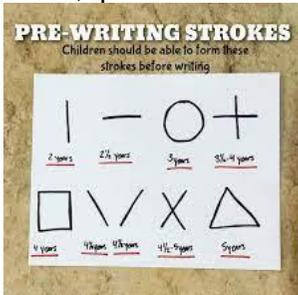 PRE-WRITING STROKES
Children should be able to form these
strokes before writing
2 years 2½ years 3 years 3½-4 years
4 years 4½ years 4½ years 4½-5 years 5 years